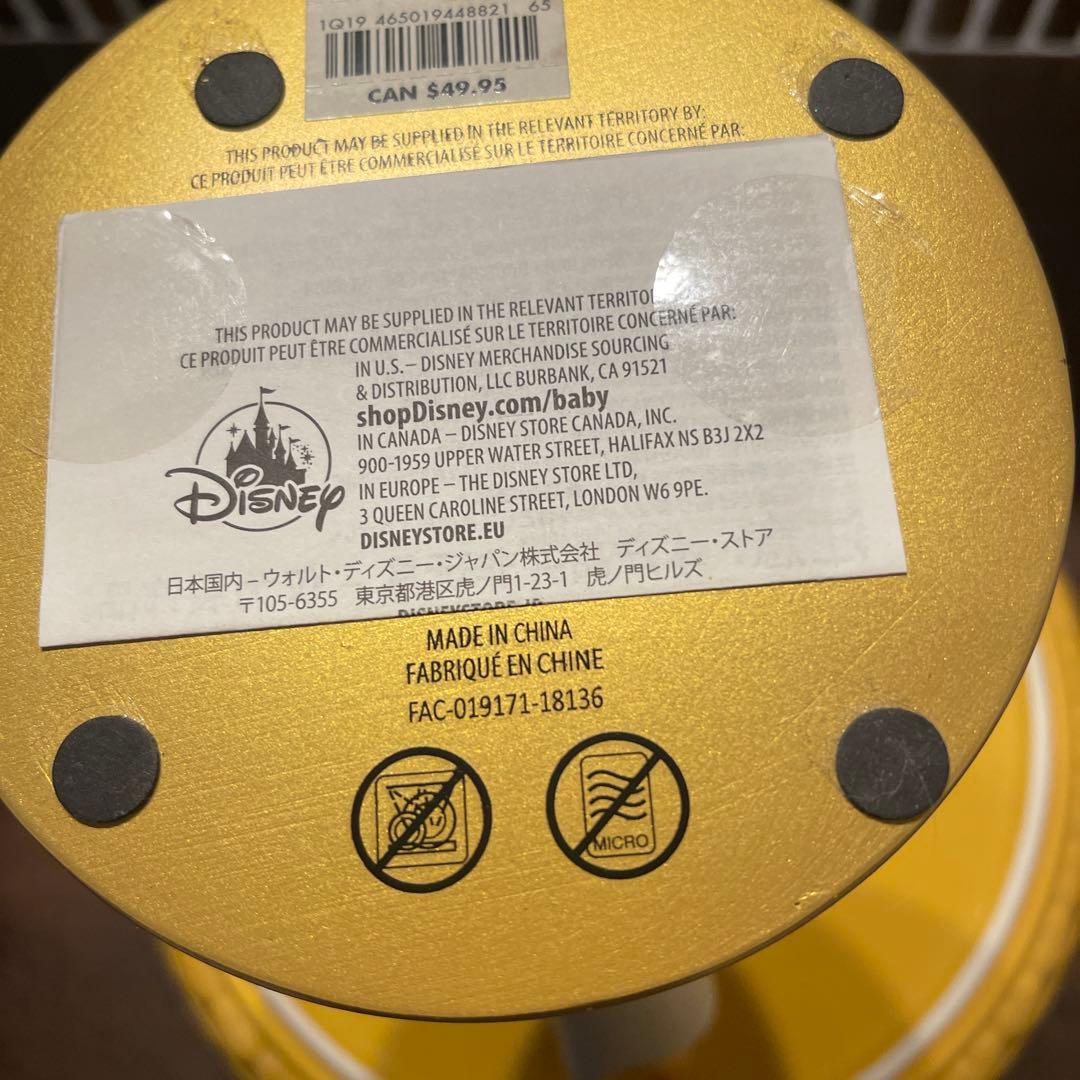 1Q19 465019448821 65
CAN $49.95
THIS PRODUCT MAY BE SUPPLIED IN THE RELEVANT TERRITORY BY:
CE PRODUIT PEUT ÊTRE COMMERCIALISÉ SUR LE TERRITOIRE CONCERNÉ PAR:
THIS PRODUCT MAY BE SUPPLIED IN THE RELEVANT
CE PRODUIT PEUT ÊTRE COMMERCIALISÉ SUR LE TERRITOIRE CONCERNÉ PAR:
IN U.S. – DISNEY MERCHANDISE SOURCING
& DISTRIBUTION, LLC BURBANK, CA 91521
shopDisney.com/baby
IN CANADA – DISNEY STORE CANADA, INC.
900-1959 UPPER WATER STREET, HALIFAX NS B3J 2X2
IN EUROPE – THE DISNEY STORE LTD,
3 QUEEN CAROLINE STREET, LONDON W6 9PE.
DISNEYSTORE.EU
Disney
日本国内 – ウォルト・ディズニー・ジャパン株式会社 ディズニー・ストア
〒105-6355 東京都港区虎ノ門1-23-1 虎ノ門ヒルズ
MADE IN CHINA
FABRIQUÉ EN CHINE
FAC-019171-18136
MICRO